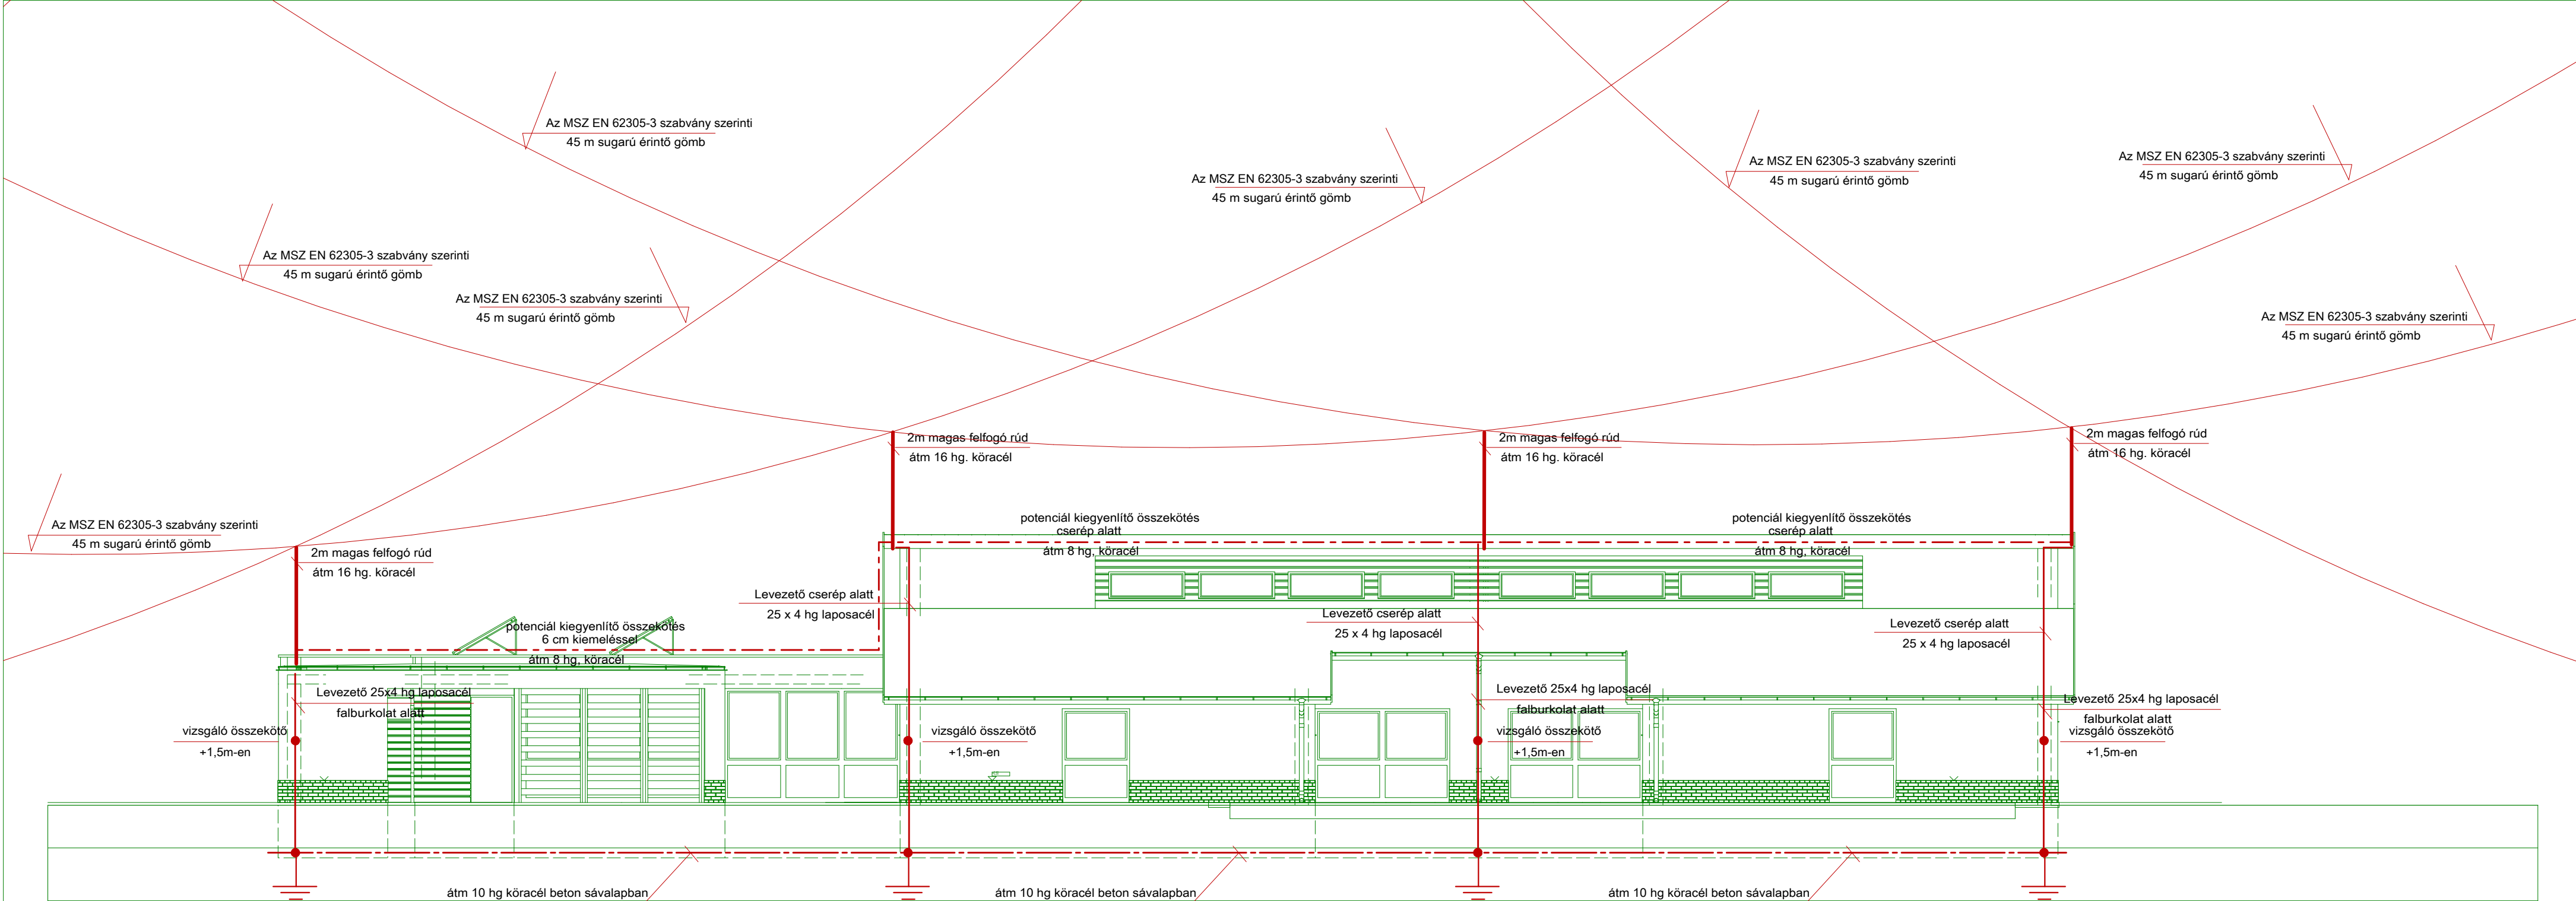 Az MSZ EN 62305-3 szabvány szerinti
45 m sugarú érintő gömb
Az MSZ EN 62305-3 szabvány szerinti
45 m sugarú érintő gömb
Az MSZ EN 62305-3 szabvány szerinti
45 m sugarú érintő gömb
Az MSZ EN 62305-3 szabvány szerinti
45 m sugarú érintő gömb
Az MSZ EN 62305-3 szabvány szerinti
45 m sugarú érintő gömb
Az MSZ EN 62305-3 szabvány szerinti
45 m sugarú érintő gömb
Az MSZ EN 62305-3 szabvány szerinti
45 m sugarú érintő gömb
Az MSZ EN 62305-3 szabvány szerinti
45 m sugarú érintő gömb
2m magas felfogó rúd
átm 16 hg. köracél
2m magas felfogó rúd
átm 16 hg. köracél
2m magas felfogó rúd
átm 16 hg. köracél
potenciál kiegyenlítő összekötés
cserép alatt
átm 8 hg, köracél
potenciál kiegyenlítő összekötés
cserép alatt
átm 8 hg, köracél
2m magas felfogó rúd
átm 16 hg. köracél
Az MSZ EN 62305-3 szabvány szerinti
45 m sugarú érintő gömb
Levezető cserép alatt
25 x 4 hg laposacél
Levezető cserép alatt
25 x 4 hg laposacél
Levezető cserép alatt
25 x 4 hg laposacél
potenciál kiegyenlítő összekötés
6 cm kiemeléssel
átm 8 hg, köracél
Levezető 25x4 hg laposacél
falburkolat alatt
Levezető 25x4 hg laposacél
falburkolat alatt
Levezető 25x4 hg laposacél
falburkolat alatt
vizsgáló összekötő
+1,5m-en
vizsgáló összekötő
+1,5m-en
vizsgáló összekötő
+1,5m-en
vizsgáló összekötő
+1,5m-en
átm 10 hg köracél beton sávalapban
átm 10 hg köracél beton sávalapban
átm 10 hg köracél beton sávalapban